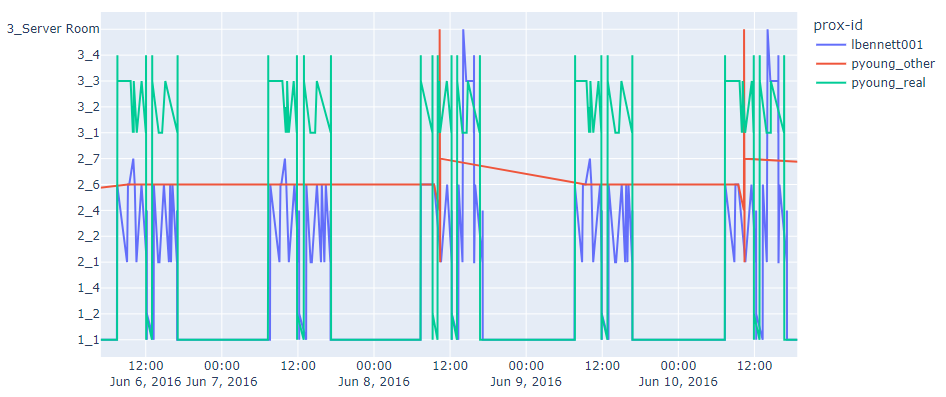 prox-id
lbennett001
pyoung_other
pyoung_real
3_Server Room
3_4
3_3
3_2
3_1
2_7
2_6
2_4
2_2
2_1
1_4
1_2
1_1
12:00 00:00 12:00 00:00 12:00 00:00 12:00 00:00 12:00
Jun 6, 2016 Jun 7, 2016 Jun 8, 2016 Jun 9, 2016 Jun 10, 2016